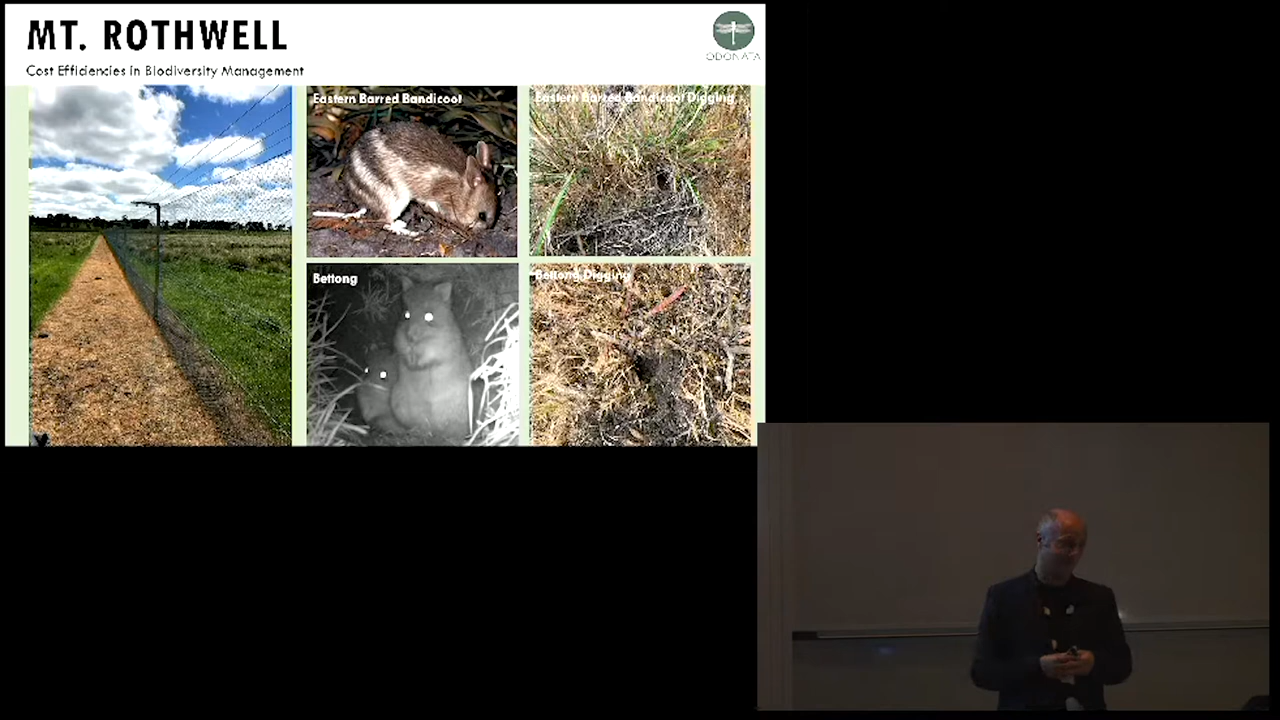 MT. ROTHWELL
Cost Efficiencies in Biodiversity Management
ODONATA
Eastern Barred Bandicoot
Eastern Barred Bandicoot Digging
Bettong
Bettong Digging